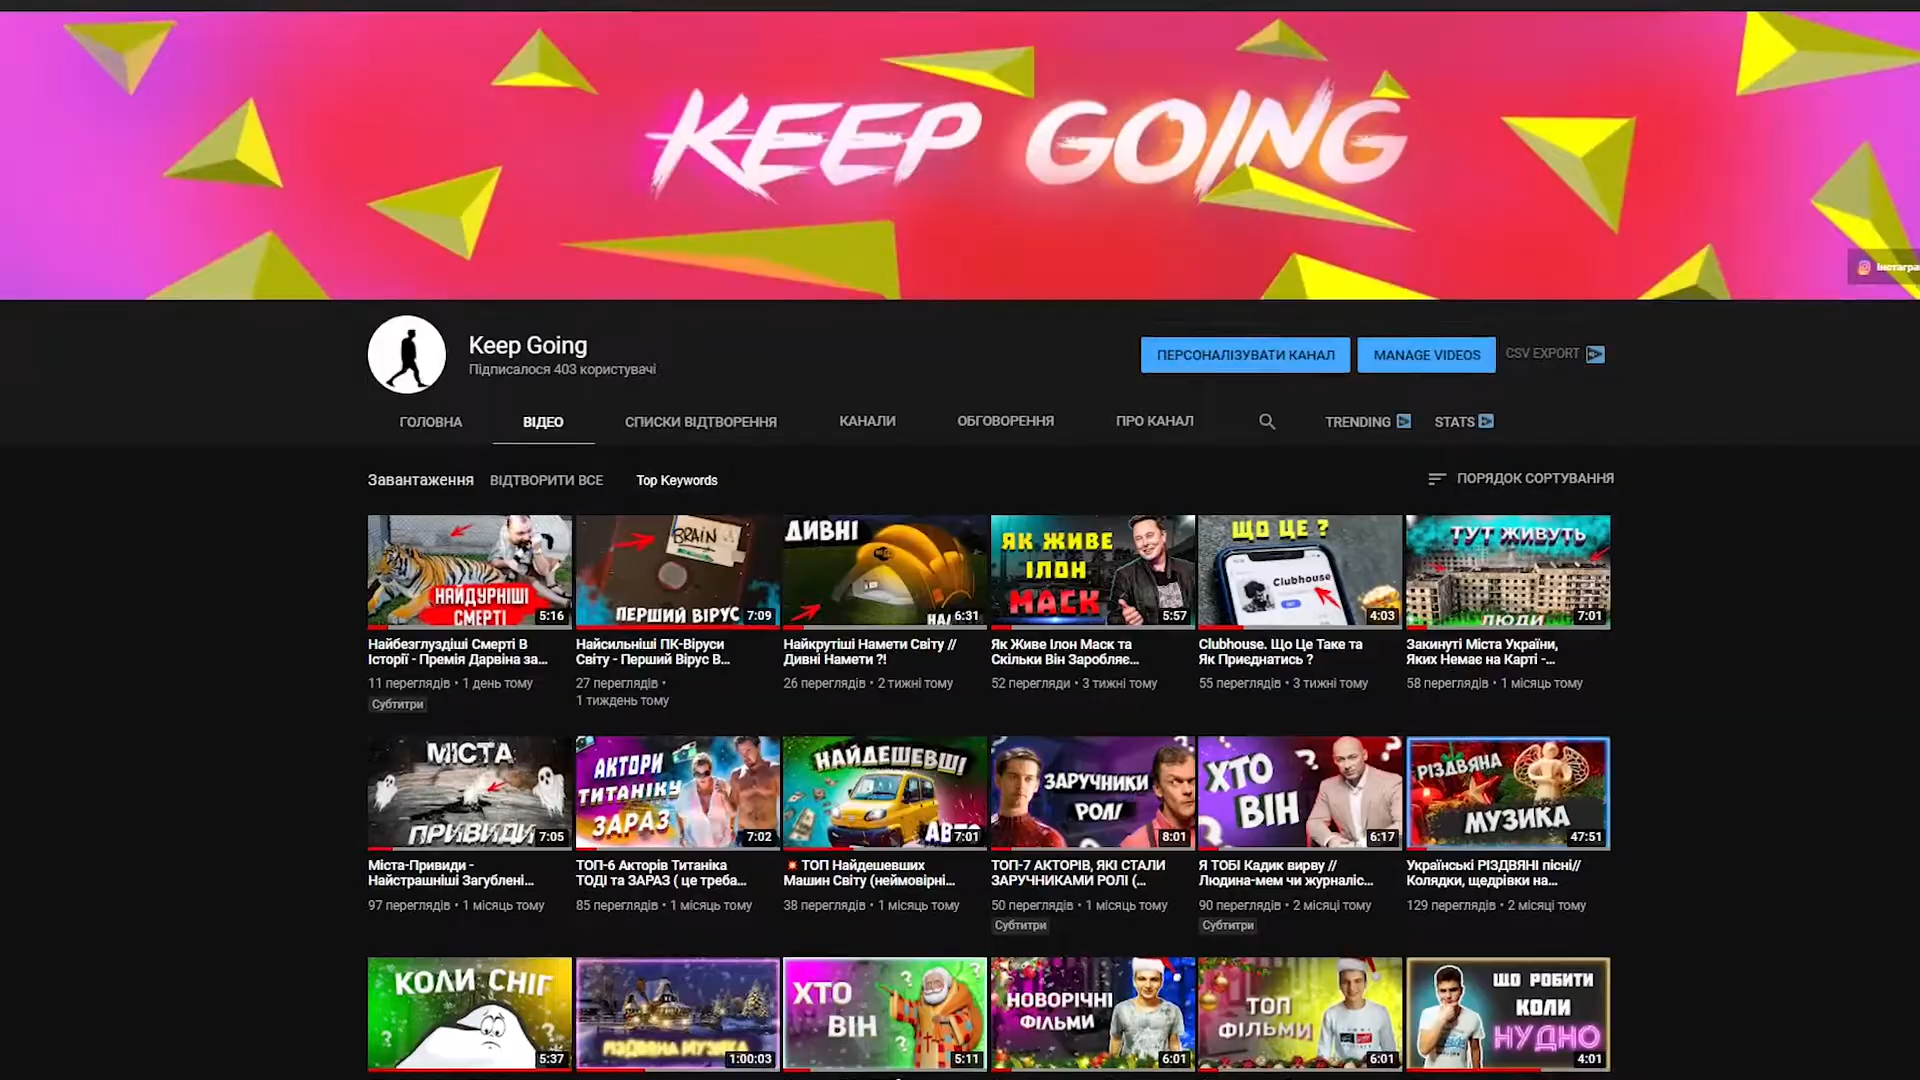 KEEP GOING
Keep Going
Підписалося 403 користувачі
ПЕРСОНАЛІЗУВАТИ КАНАЛ
MANAGE VIDEOS
CSV EXPORT
ГОЛОВНА
ВІДЕО
СПИСКИ ВІДТВОРЕННЯ
КАНАЛИ
ОБГОВОРЕННЯ
ПРО КАНАЛ
TRENDING
STATS
Завантаження
ВІДТВОРИТИ ВСЕ
Top Keywords
ПОРЯДОК СОРТУВАННЯ
НАЙДУРНІШІ
СМЕРТІ
5:16
BRAIN
ПЕРШИЙ ВІРУС
7:09
ДИВНІ
6:31
ЯК ЖИВЕ
ІЛОН
МАСК
5:57
ЩО ЦЕ ?
Clubhouse
4:03
ТУТ ЖИВУТЬ
ЛЮДИ
7:01
Найбезглуздіші Смерті В
Історії - Премія Дарвіна за...
11 переглядів • 1 день тому
Субтитри
Найсильніші ПК-Віруси
Світу - Перший Вірус В...
27 переглядів •
1 тиждень тому
Найкрутіші Намети Світу //
Дивні Намети ?!
26 переглядів • 2 тижні тому
Як Живе Ілон Маск та
Скільки Він Заробляє...
52 перегляди • 3 тижні тому
Clubhouse. Що Це Таке та
Як Приєднатись ?
55 переглядів • 3 тижні тому
Закинуті Міста України,
Яких Немає на Карті -...
58 переглядів • 1 місяць тому
МІСТА
ПРИВИДИ
7:05
АКТОРИ
ТИТАНІКУ
ЗАРАЗ
7:02
НАЙДЕШЕВШІ
АВТО
7:01
ЗАРУЧНИКИ
РОЛІ
8:01
ХТО
ВІН
6:17
РІЗДВЯНА
МУЗИКА
47:51
Міста-Привиди -
Найстрашніші Загублені...
97 переглядів • 1 місяць тому
ТОП-6 Акторів Титаніка
ТОДІ та ЗАРАЗ ( це треба...
85 переглядів • 1 місяць тому
ТОП Найдешевших
Машин Світу (неймовірні...
38 переглядів • 1 місяць тому
ТОП-7 АКТОРІВ, ЯКІ СТАЛИ
ЗАРУЧНИКАМИ РОЛІ (...
50 переглядів • 1 місяць тому
Субтитри
Я ТОБІ Кадик вирву //
Людина-мем чи журналіс...
90 переглядів • 2 місяці тому
Субтитри
Українські РІЗДВЯНІ пісні//
Колядки, щедрівки на...
129 переглядів • 2 місяці тому
КОЛИ СНІГ
5:37
РІЗДВЯНА МУЗИКА
1:00:03
ХТО
ВІН
5:11
НОВОРІЧНІ
ФІЛЬМИ
6:01
ТОП
ФІЛЬМИ
6:01
ЩО РОБИТИ
КОЛИ
НУДНО
4:01